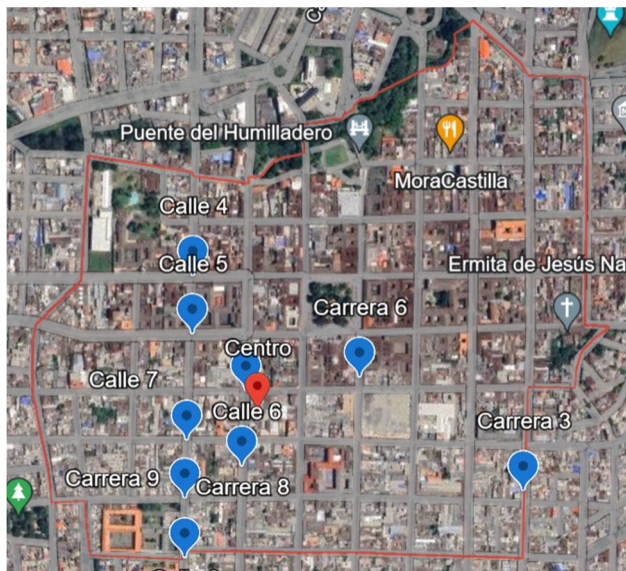 Puente del Humilladero
MoraCastilla
Calle 4
Calle 5
Ermita de Jesús Na
Carrera 6
Centro
Calle 7
Calle 6
Carrera 3
Carrera 9
Carrera 8